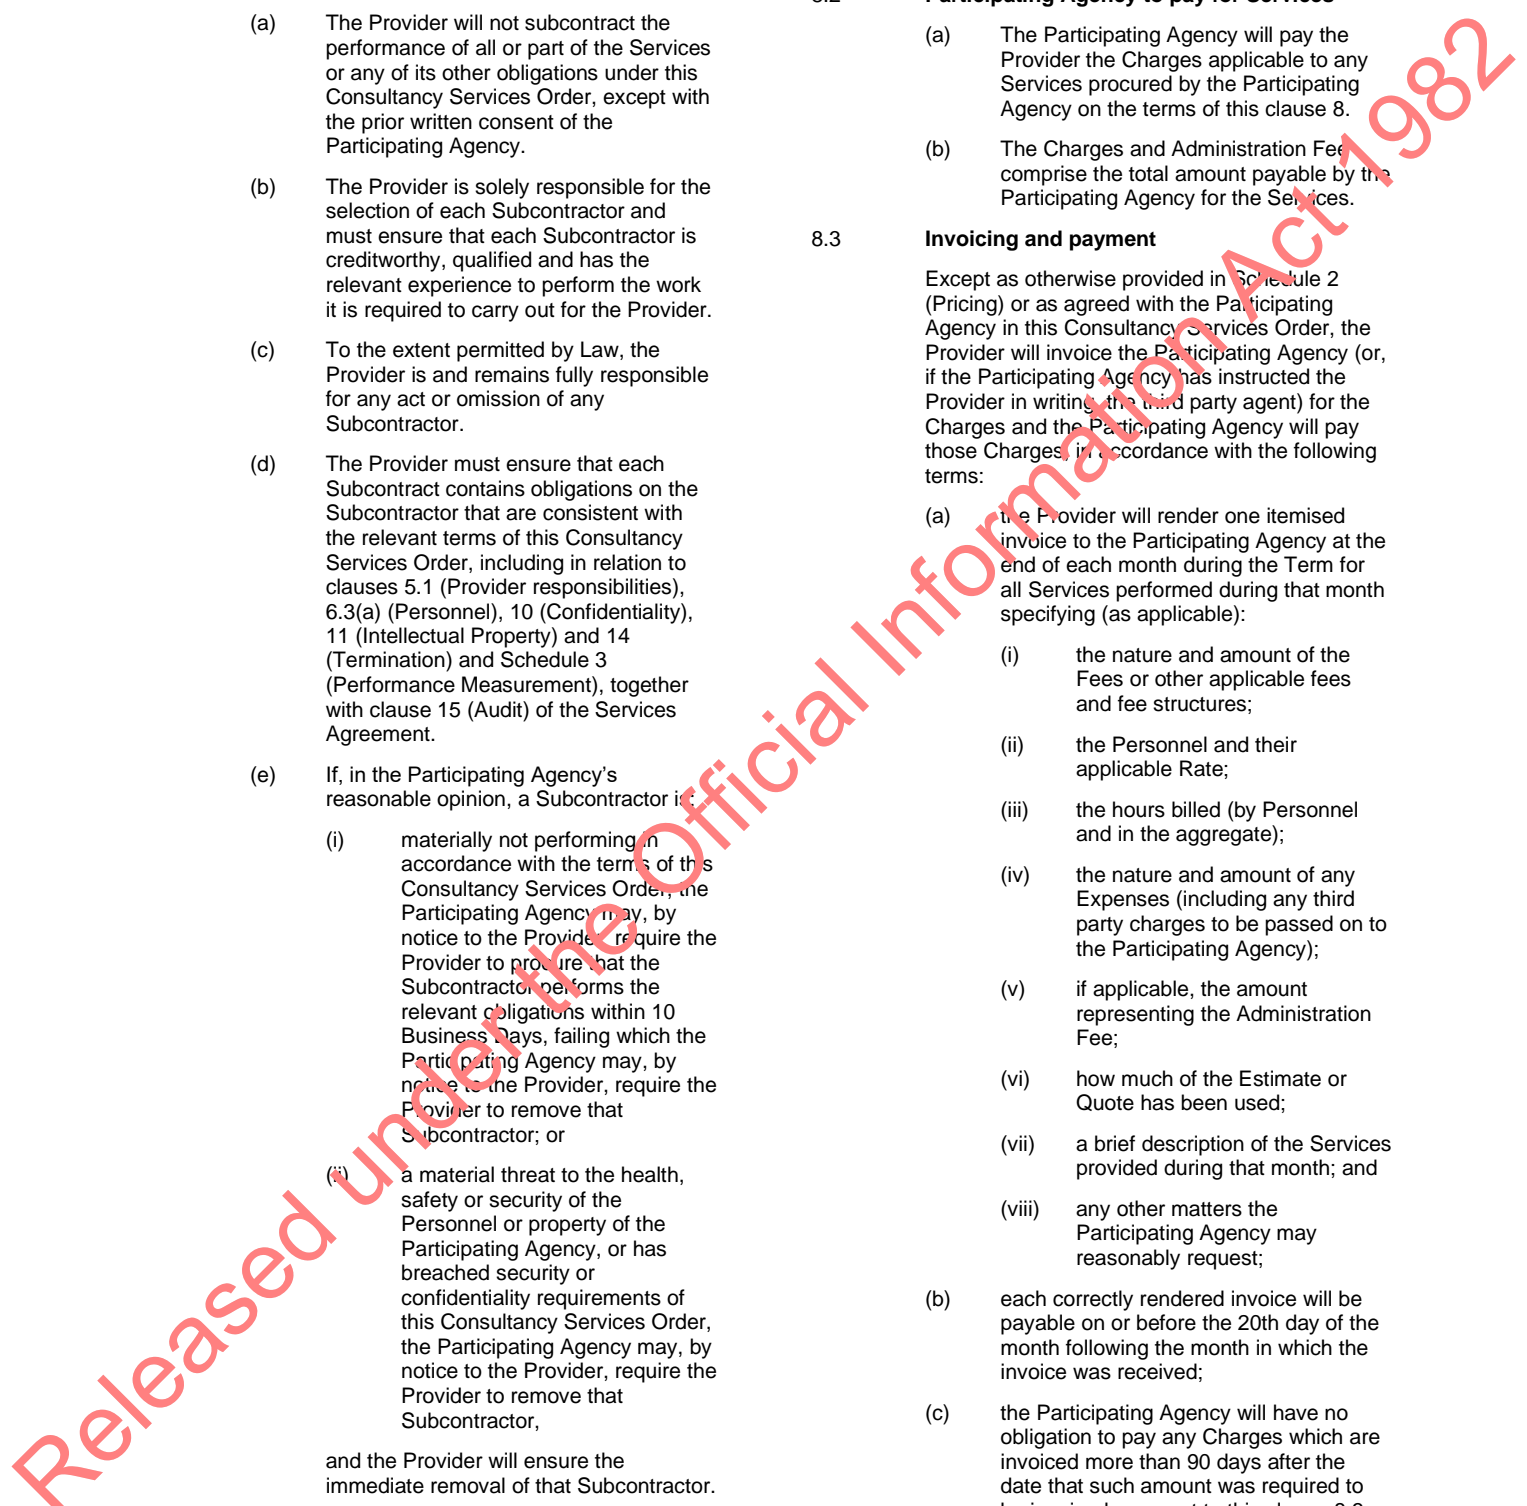 (a) The Provider will not subcontract the
performance of all or part of the Services
or any of its other obligations under this
Consultancy Services Order, except with
the prior written consent of the
Participating Agency.
(b) The Provider is solely responsible for the
selection of each Subcontractor and
must ensure that each Subcontractor is
creditworthy, qualified and has the
relevant experience to perform the work
it is required to carry out for the Provider.
(c) To the extent permitted by Law, the
Provider is and remains fully responsible
for any act or omission of any
Subcontractor.
(d) The Provider must ensure that each
Subcontract contains obligations on the
Subcontractor that are consistent with
the relevant terms of this Consultancy
Services Order, including in relation to
clauses 5.1 (Provider responsibilities),
6.3(a) (Personnel), 10 (Confidentiality),
11 (Intellectual Property) and 14
(Termination) and Schedule 3
(Performance Measurement), together
with clause 15 (Audit) of the Services
Agreement.
(e) If, in the Participating Agency's
reasonable opinion, a Subcontractor is:
(i) materially not performing in
accordance with the terms of this
Consultancy Services Order, the
Participating Agency may, by
notice to the Provider, require the
Provider to procure that the
Subcontractor performs the
relevant obligations within 10
Business Days, failing which the
Participating Agency may, by
notice to the Provider, require the
Provider to remove that
Subcontractor; or
(ii) a material threat to the health,
safety or security of the
Personnel or property of the
Participating Agency, or has
breached security or
confidentiality requirements of
this Consultancy Services Order,
the Participating Agency may, by
notice to the Provider, require the
Provider to remove that
Subcontractor,
and the Provider will ensure the
immediate removal of that Subcontractor.
Participating Agency to pay for Services
(a) The Participating Agency will pay the
Provider the Charges applicable to any
Services procured by the Participating
Agency on the terms of this clause 8.
(b) The Charges and Administration Fee
comprise the total amount payable by the
Participating Agency for the Services.
8.3 Invoicing and payment
Except as otherwise provided in Schedule 2
(Pricing) or as agreed with the Participating
Agency in this Consultancy Services Order, the
Provider will invoice the Participating Agency (or,
if the Participating Agency has instructed the
Provider in writing, the third party agent) for the
Charges and the Participating Agency will pay
those Charges, in accordance with the following
terms:
(a) the Provider will render one itemised
invoice to the Participating Agency at the
end of each month during the Term for
all Services performed during that month
specifying (as applicable):
(i) the nature and amount of the
Fees or other applicable fees
and fee structures;
(ii) the Personnel and their
applicable Rate;
(iii) the hours billed (by Personnel
and in the aggregate);
(iv) the nature and amount of any
Expenses (including any third
party charges to be passed on to
the Participating Agency);
(v) if applicable, the amount
representing the Administration
Fee;
(vi) how much of the Estimate or
Quote has been used;
(vii) a brief description of the Services
provided during that month; and
(viii) any other matters the
Participating Agency may
reasonably request;
(b) each correctly rendered invoice will be
payable on or before the 20th day of the
month following the month in which the
invoice was received;
(c) the Participating Agency will have no
obligation to pay any Charges which are
invoiced more than 90 days after the
date that such amount was required to
Released under the Official Information Act 1982